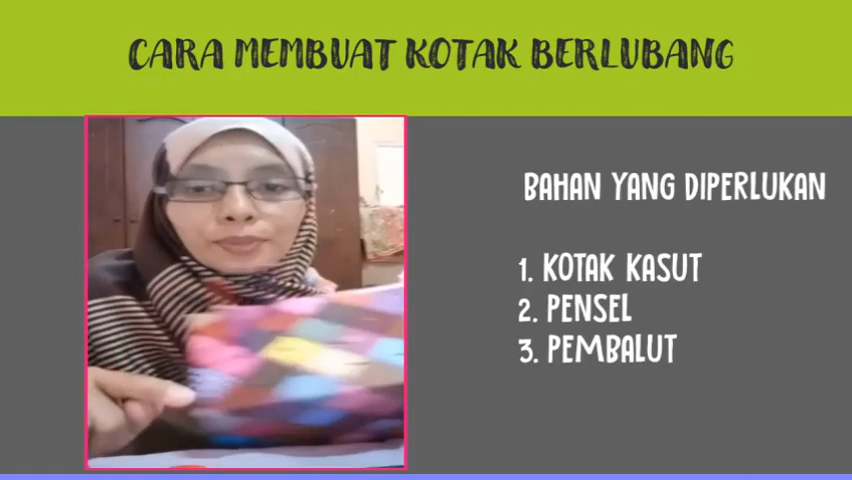 CARA MEMBUAT KOTAK BERLUBANG
BAHAN YANG DIPERLUKAN
1. KOTAK KASUT
2. PENSEL
3. PEMBALUT